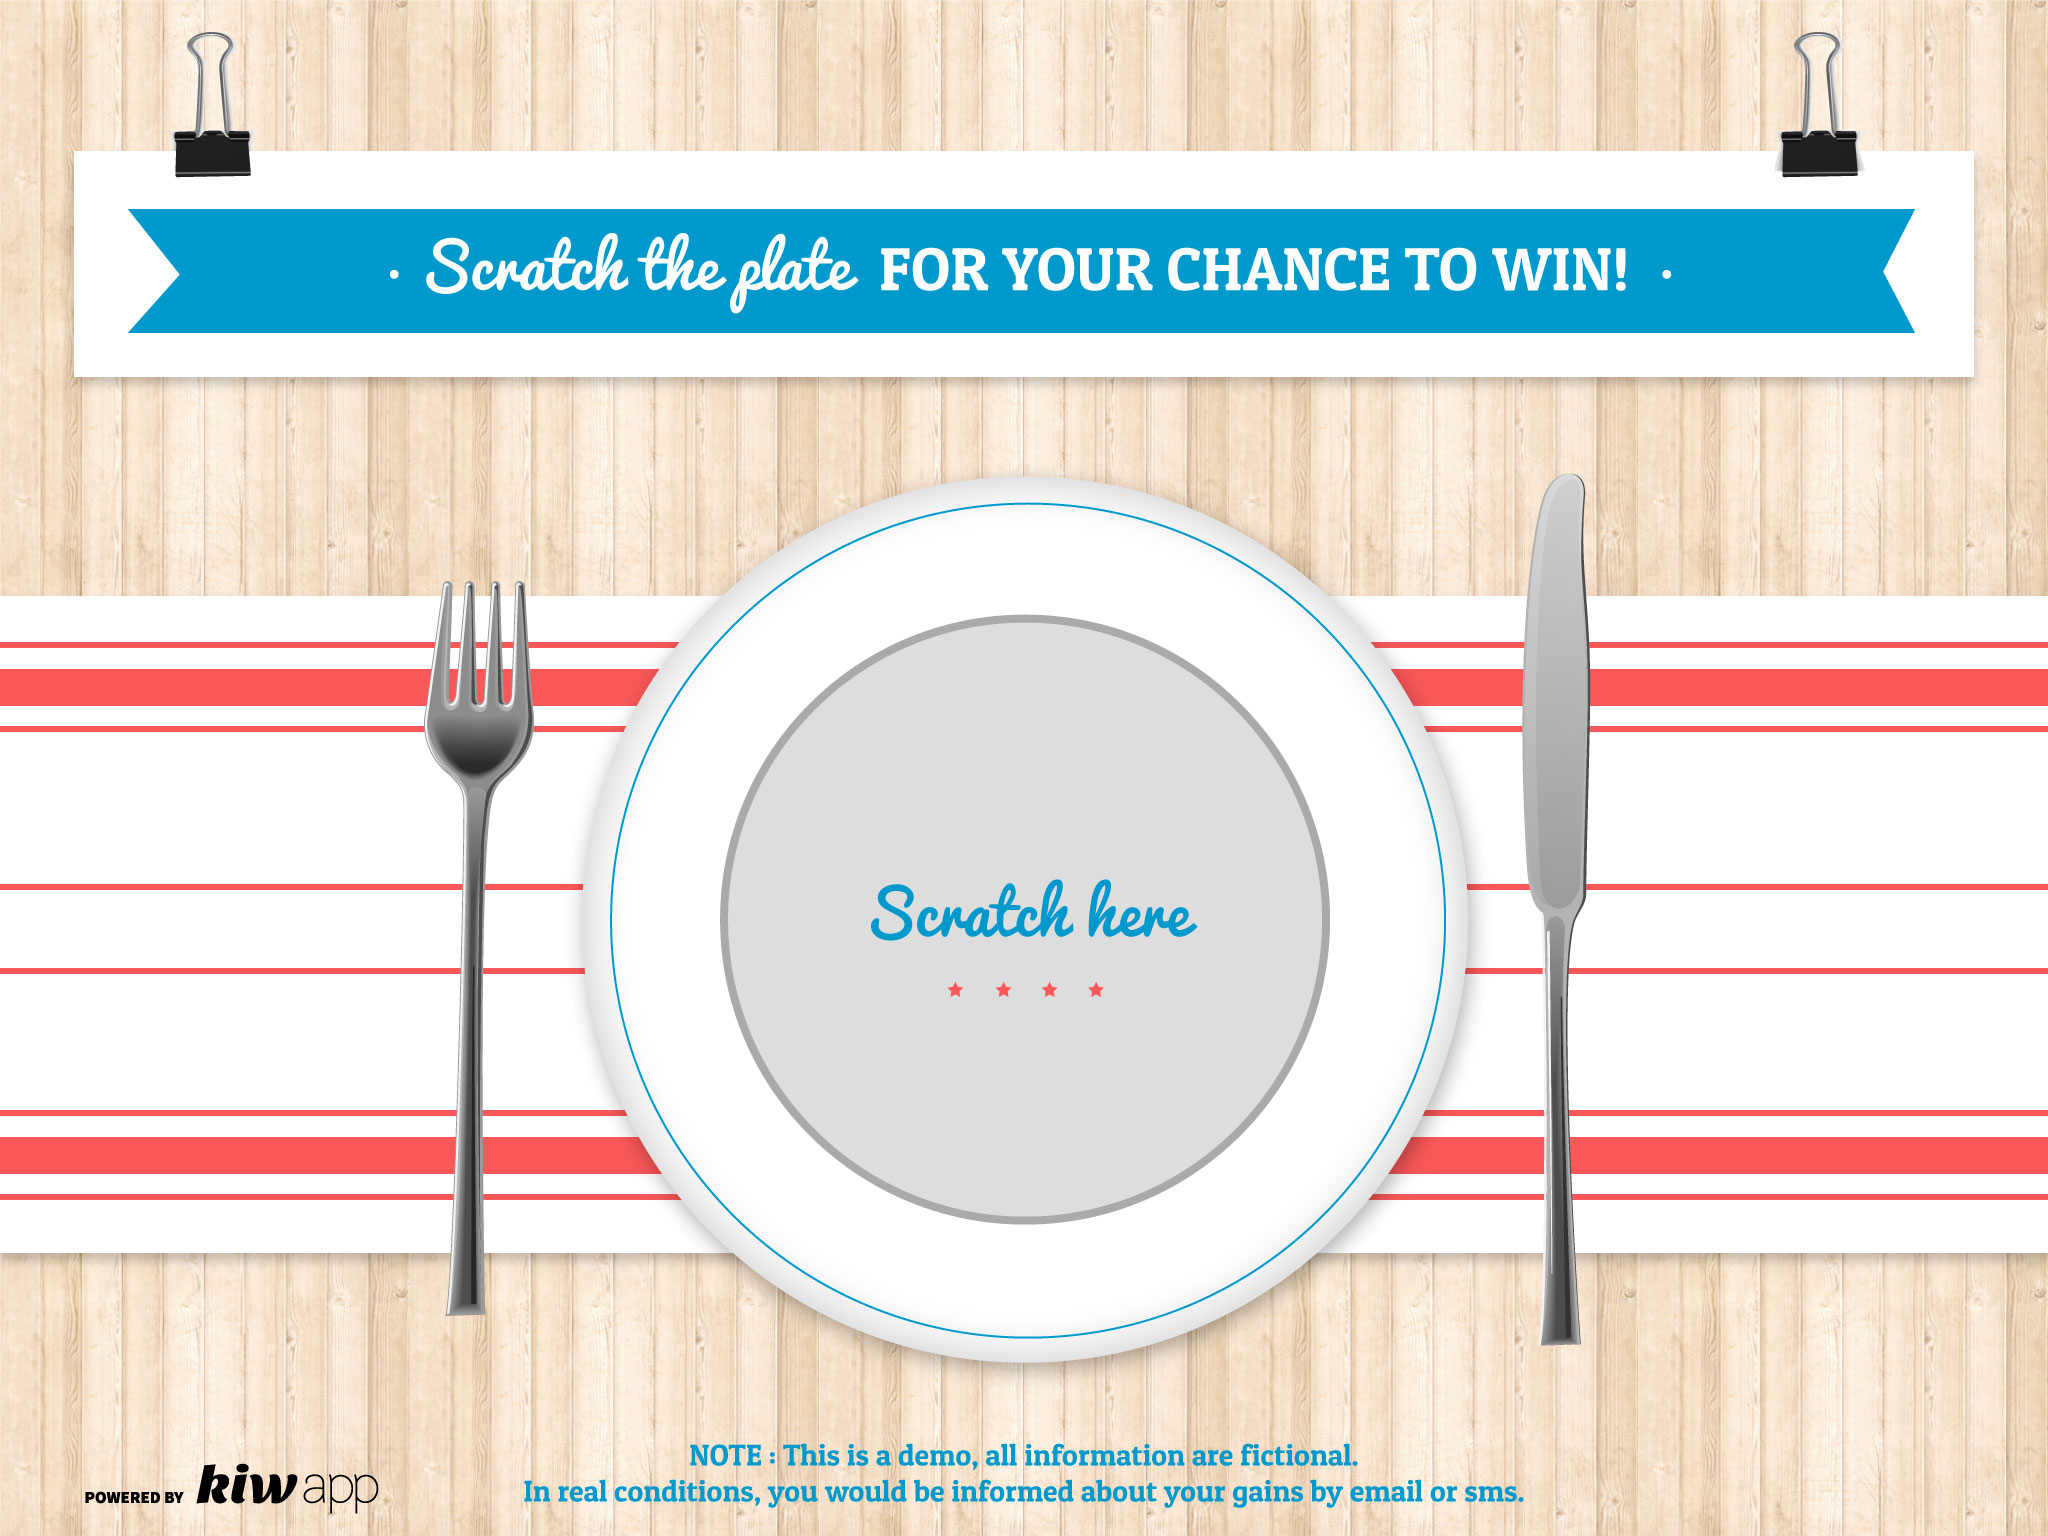 · Scratch the plate FOR YOUR CHANCE TO WIN! ·
Scratch here
NOTE : This is a demo, all information are fictional.
In real conditions, you would be informed about your gains by email or sms.
POWERED BY kiwapp